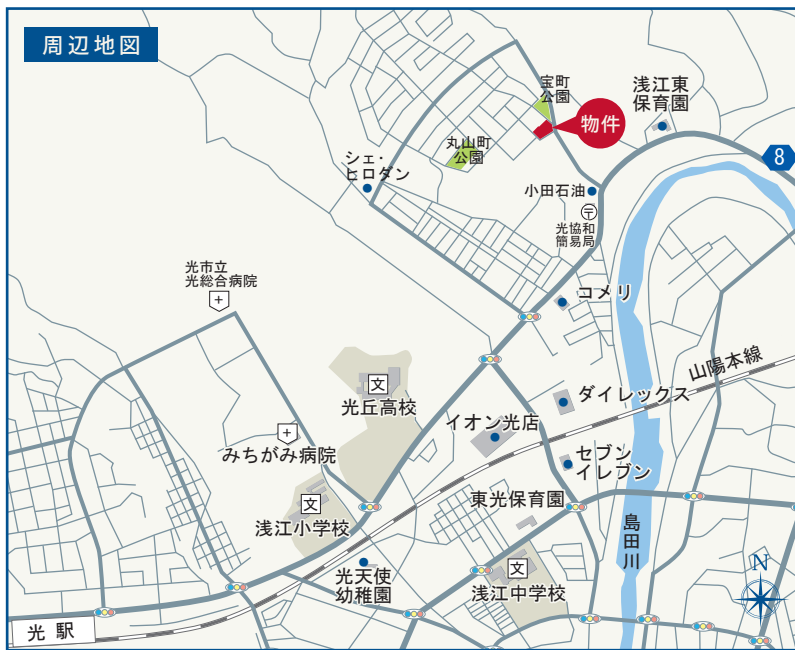 周辺地図
宝町
公園
浅江東
保育園
物件
丸山町
公園
シェ・
ヒロダン
8
小田石油
〒
光協和
簡易局
光市立
光総合病院
コメリ
山陽本線
文
光丘高校
ダイレックス
イオン光店
みちがみ病院
セブン
イレブン
東光保育園
文
浅江小学校
島田川
光天使
幼稚園
文
浅江中学校
N
光駅